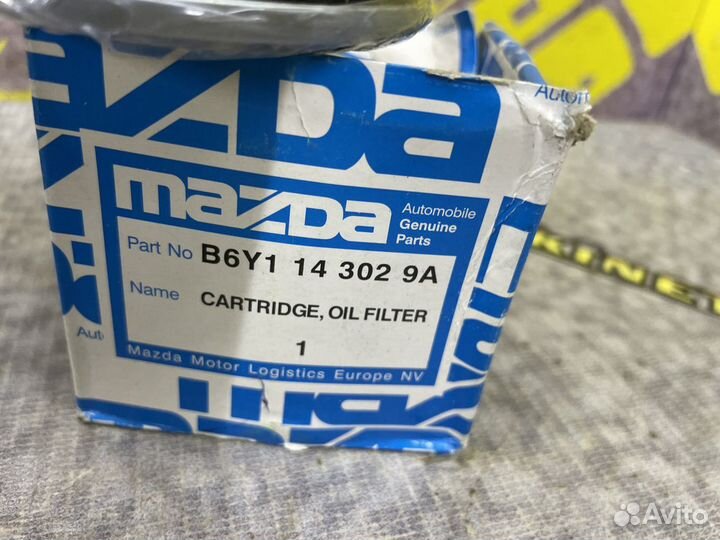 mazda
Automobile
Genuine
Parts
Part No B6Y1 14 302 9A
Name CARTRIDGE, OIL FILTER
1
Mazda Motor Logistics Europe NV
Avito